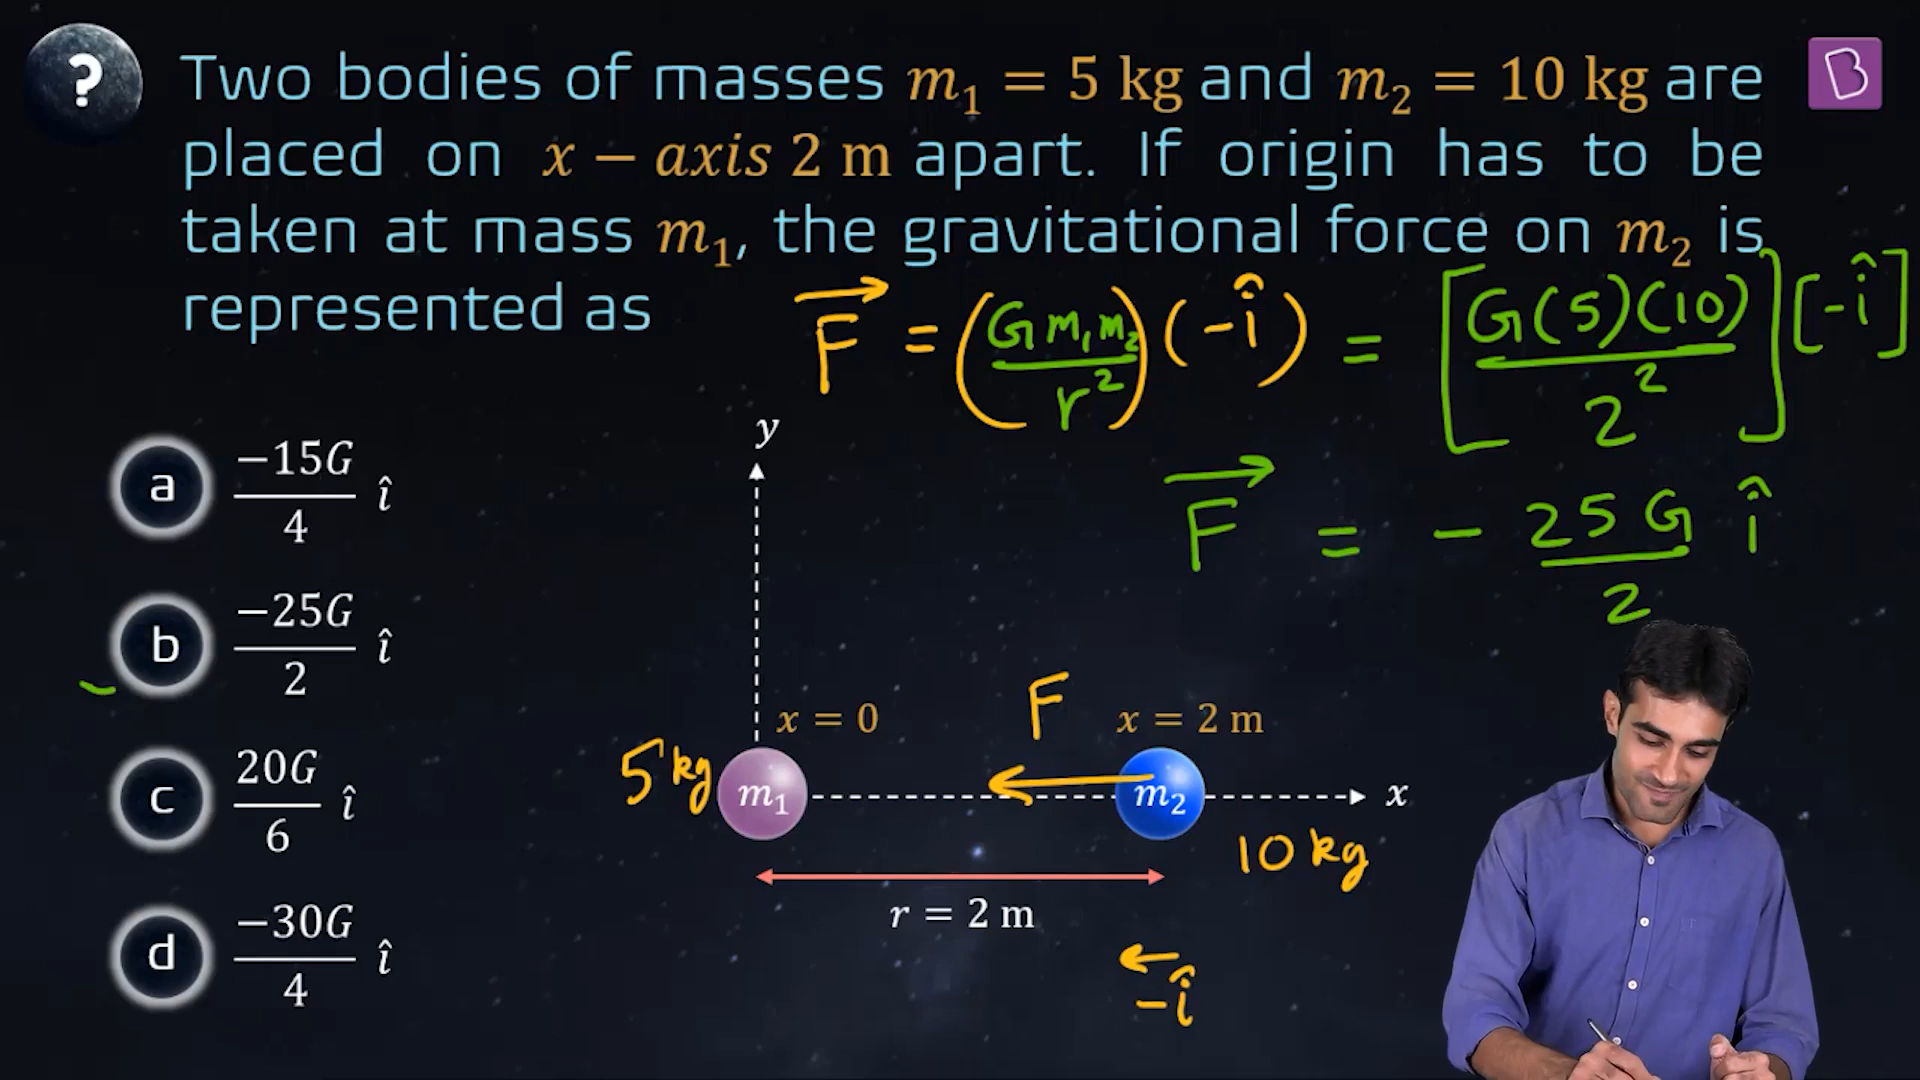 ?
Two bodies of masses m₁ = 5 kg and m₂ = 10 kg are
placed on x − axis 2 m apart. If origin has to be
taken at mass m₁, the gravitational force on m₂ is
represented as
B
F⃗ = (G m₁m₂ / r²)(−î) = [G(5)(10) / 2²][−î]
F⃗ = − 25 G / 2 î
a −15G / 4 î
b −25G / 2 î
c 20G / 6 î
d −30G / 4 î
y
x = 0
F
x = 2 m
5 kg
m₁
m₂
x
10 kg
r = 2 m
−î